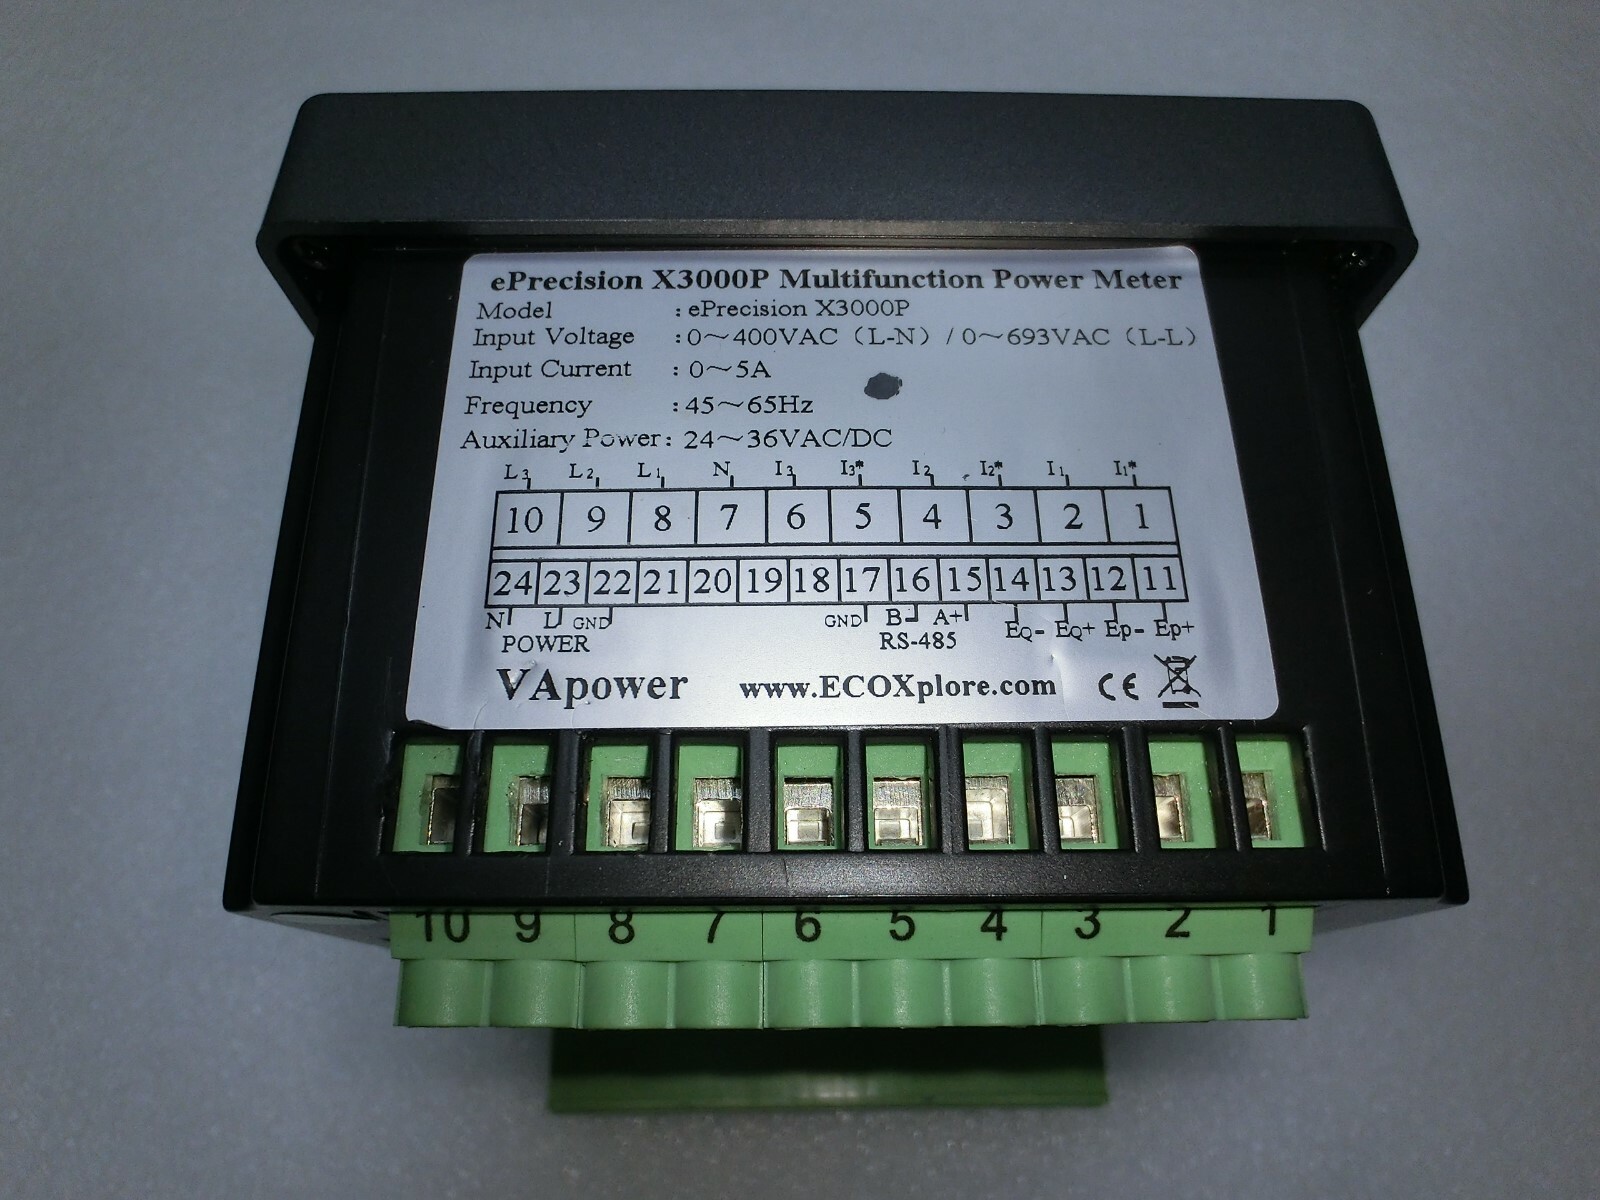 ePrecision X3000P Multifunction Power Meter
Model : ePrecision X3000P
Input Voltage : 0～400VAC (L-N) / 0～693VAC (L-L)
Input Current : 0～5A
Frequency : 45～65Hz
Auxiliary Power : 24～36VAC/DC
L3 L2 L1 N I3 I3* I2 I2* I1 I1*
10 9 8 7 6 5 4 3 2 1
24 23 22 21 20 19 18 17 16 15 14 13 12 11
N L GND GND B- A+ EQ- EQ+ Ep- Ep+
POWER RS-485
VApower www.ECOXplore.com CE
10 9 8 7 6 5 4 3 2 1